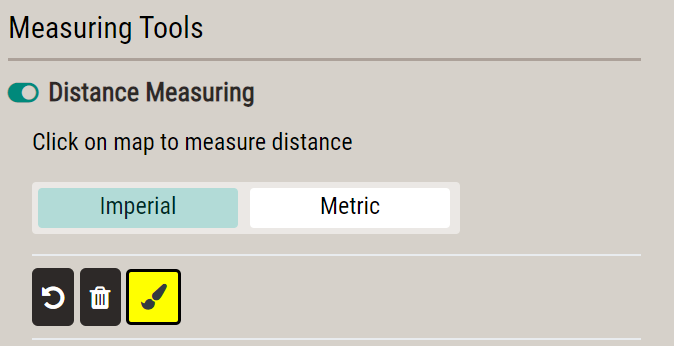 Measuring Tools
Distance Measuring
Click on map to measure distance
Imperial Metric